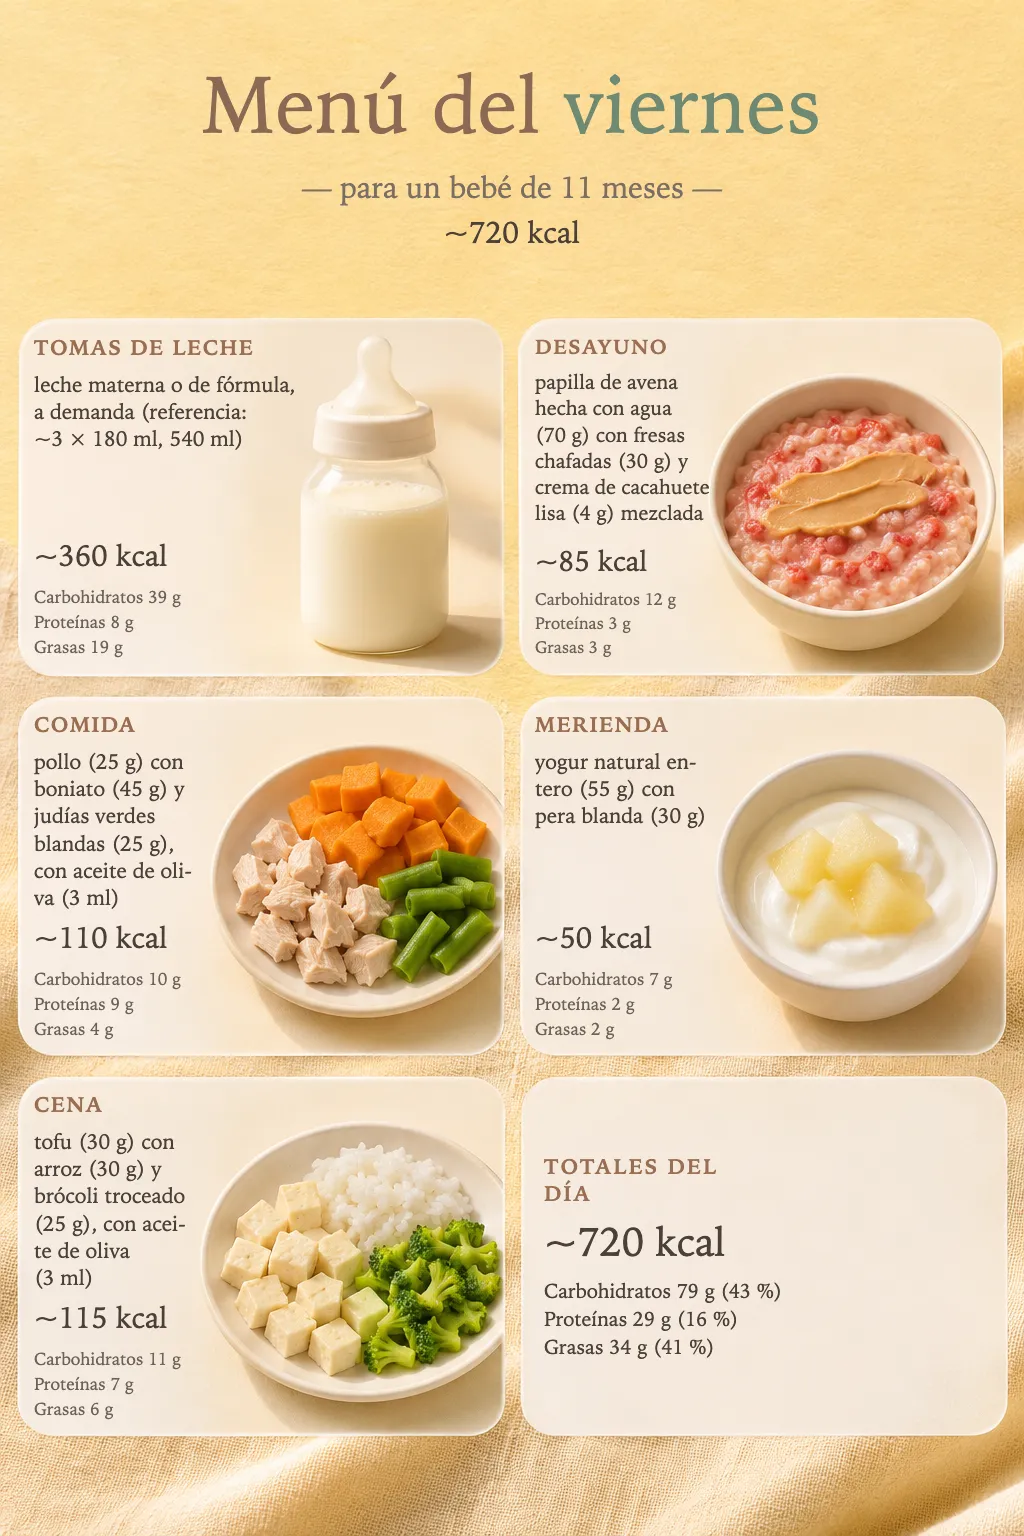 Menú del viernes
— para un bebé de 11 meses —
~720 kcal
TOMAS DE LECHE
leche materna o de fórmula,
a demanda (referencia:
~3 × 180 ml, 540 ml)
~360 kcal
Carbohidratos 39 g
Proteínas 8 g
Grasas 19 g
DESAYUNO
papilla de avena
hecha con agua
(70 g) con fresas
chafadas (30 g) y
crema de cacahuete
lisa (4 g) mezclada
~85 kcal
Carbohidratos 12 g
Proteínas 3 g
Grasas 3 g
COMIDA
pollo (25 g) con
boniato (45 g) y
judías verdes
blandas (25 g),
con aceite de oli-
va (3 ml)
~110 kcal
Carbohidratos 10 g
Proteínas 9 g
Grasas 4 g
MERIENDA
yogur natural en-
tero (55 g) con
pera blanda (30 g)
~50 kcal
Carbohidratos 7 g
Proteínas 2 g
Grasas 2 g
CENA
tofu (30 g) con
arroz (30 g) y
brócoli troceado
(25 g), con acei-
te de oliva
(3 ml)
~115 kcal
Carbohidratos 11 g
Proteínas 7 g
Grasas 6 g
TOTALES DEL
DÍA
~720 kcal
Carbohidratos 79 g (43 %)
Proteínas 29 g (16 %)
Grasas 34 g (41 %)